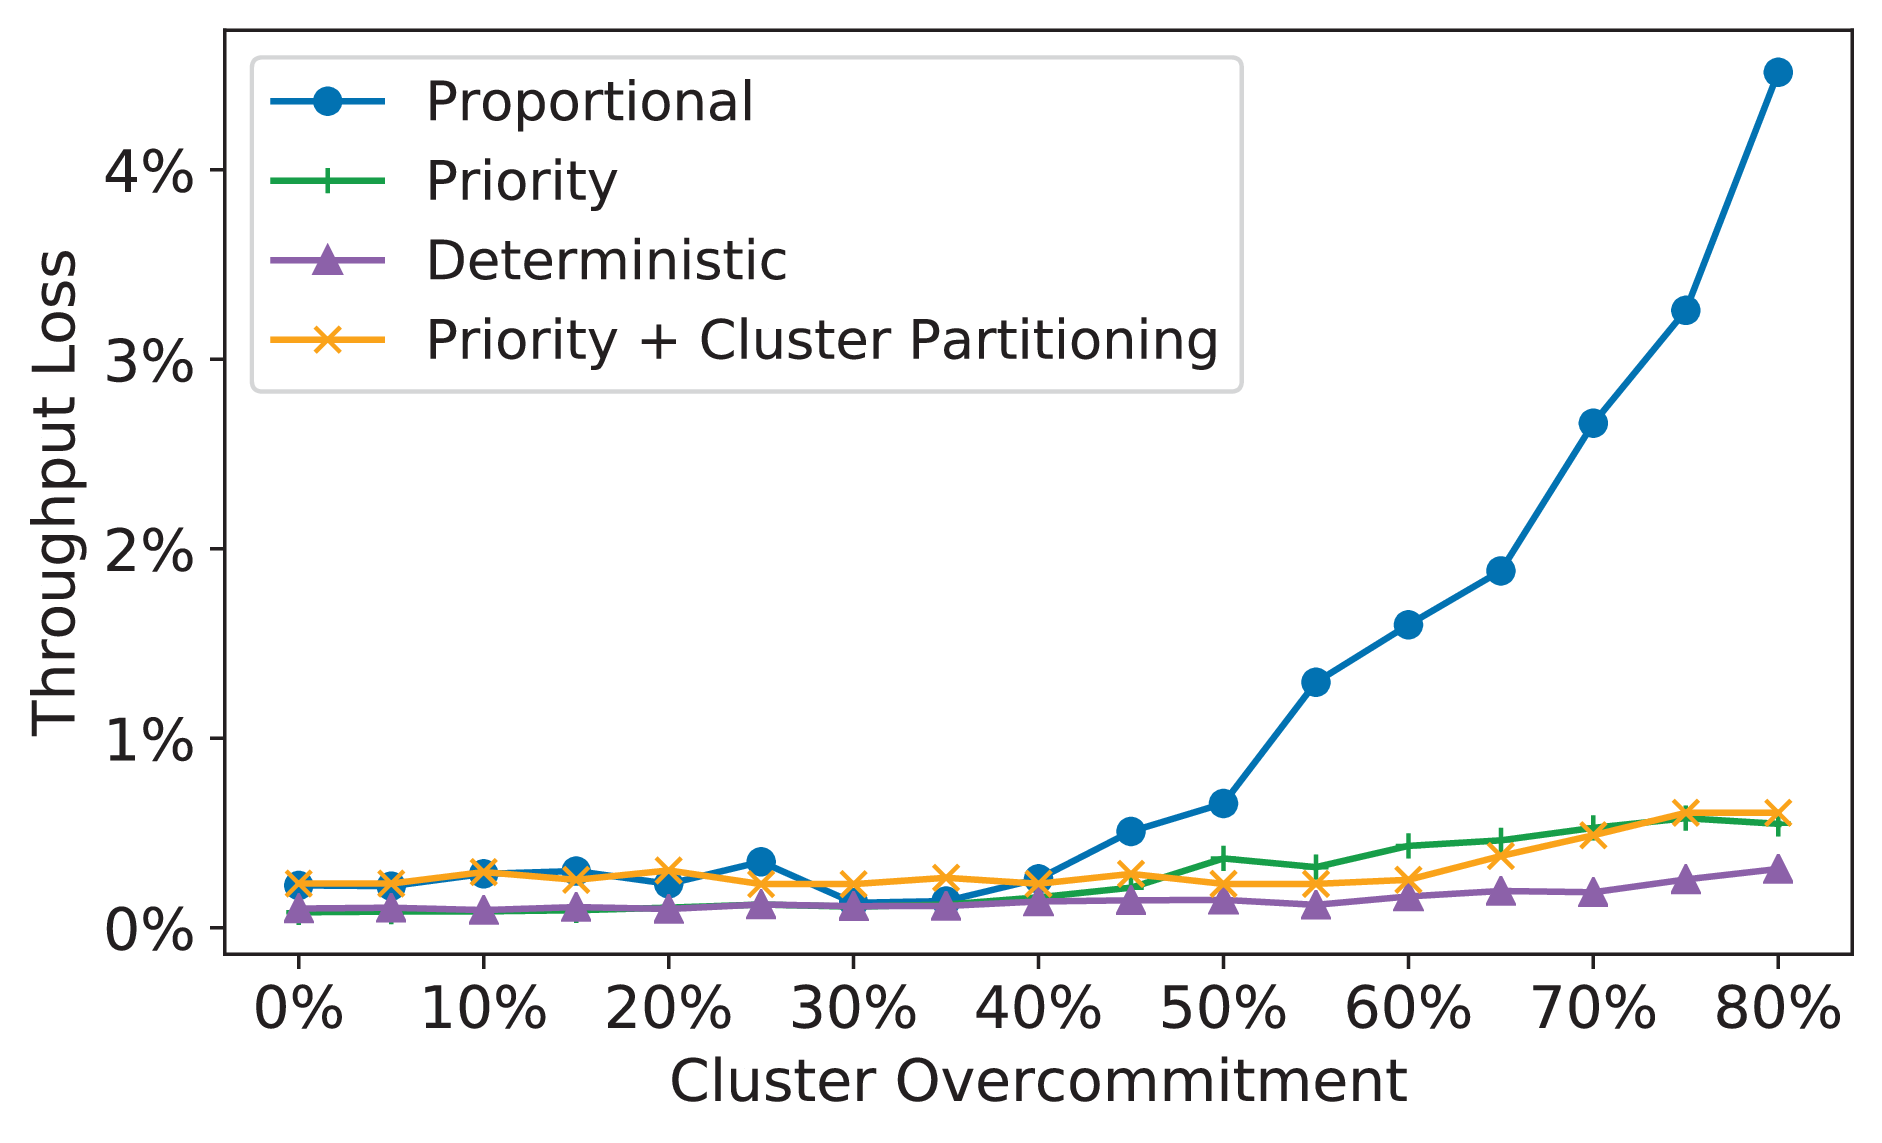 Proportional
Priority
Deterministic
Priority + Cluster Partitioning
Throughput Loss
4%
3%
2%
1%
0%
0% 10% 20% 30% 40% 50% 60% 70% 80%
Cluster Overcommitment